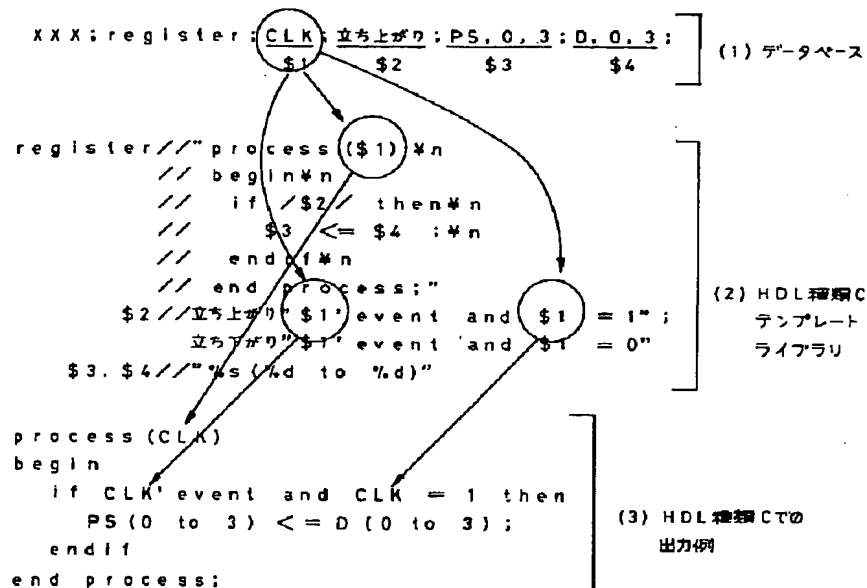 XXX;register;CLK;立ち上がり;PS,0,3;D,0,3;
$1 $2 $3 $4
(1) データベース
register//"process ($1) ¥n
// begin¥n
// if /$2/ then¥n
// $3 <= $4 ;¥n
// endif¥n
// end process;"
$2//立ち上がり"$1' event and $1 = 1";
立ち下がり"$1' event and $1 = 0"
$3.$4//"%s (%d to %d)"
(2) HDL種類C
テンプレート
ライブラリ
process (CLK)
begin
if CLK' event and CLK = 1 then
PS (0 to 3) <= D (0 to 3);
endif
end process;
(3) HDL種類Cでの
出力例